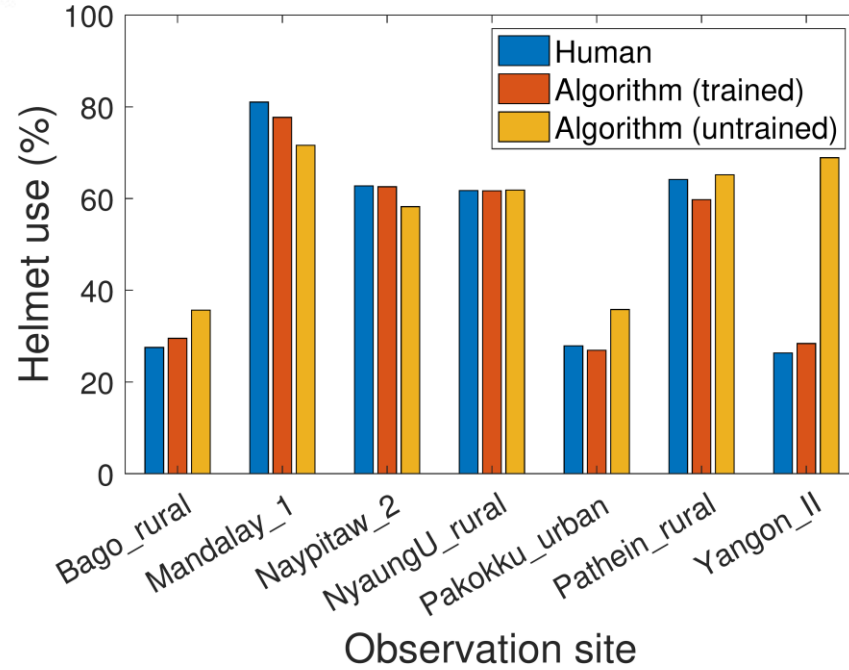 Helmet use (%)
100
80
60
40
20
0
Human
Algorithm (trained)
Algorithm (untrained)
Bago_rural
Mandalay_1
Naypitaw_2
NyaungU_rural
Pakokku_urban
Pathein_rural
Yangon_II
Observation site